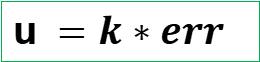 u = k * err